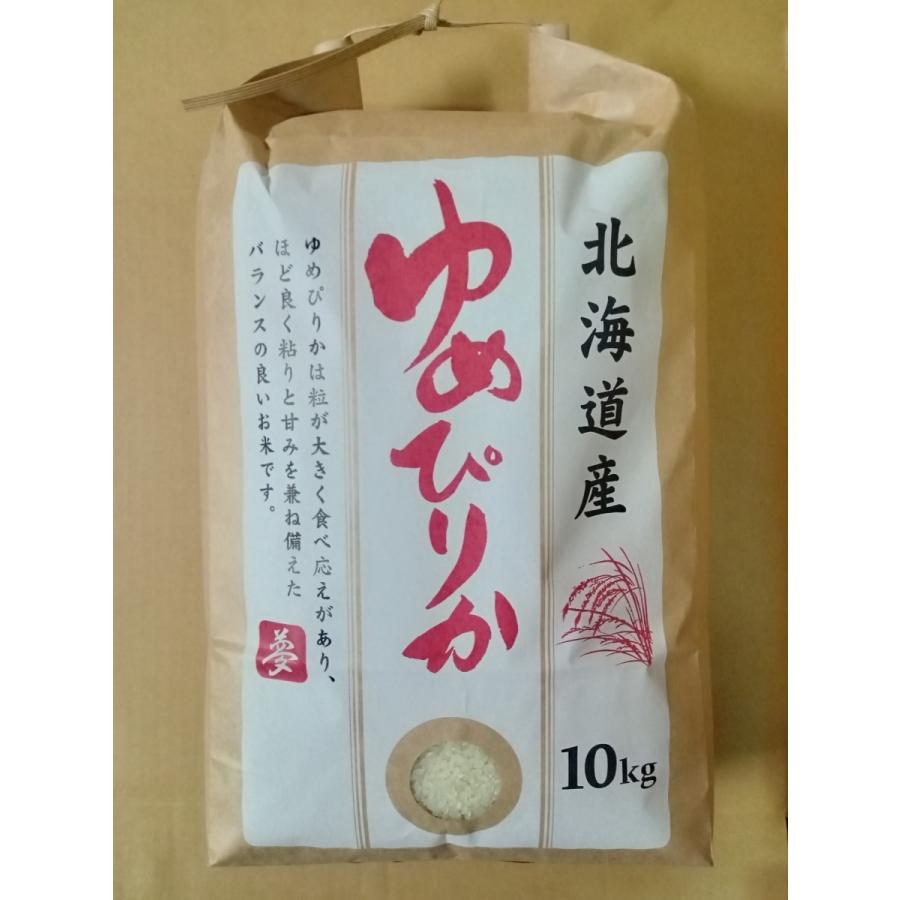 北海道産
ゆめぴりか
ゆめぴりかは粒が大きく食べ応えがあり、
ほど良く粘りと甘みを兼ね備えた
バランスの良いお米です。
夢
10kg